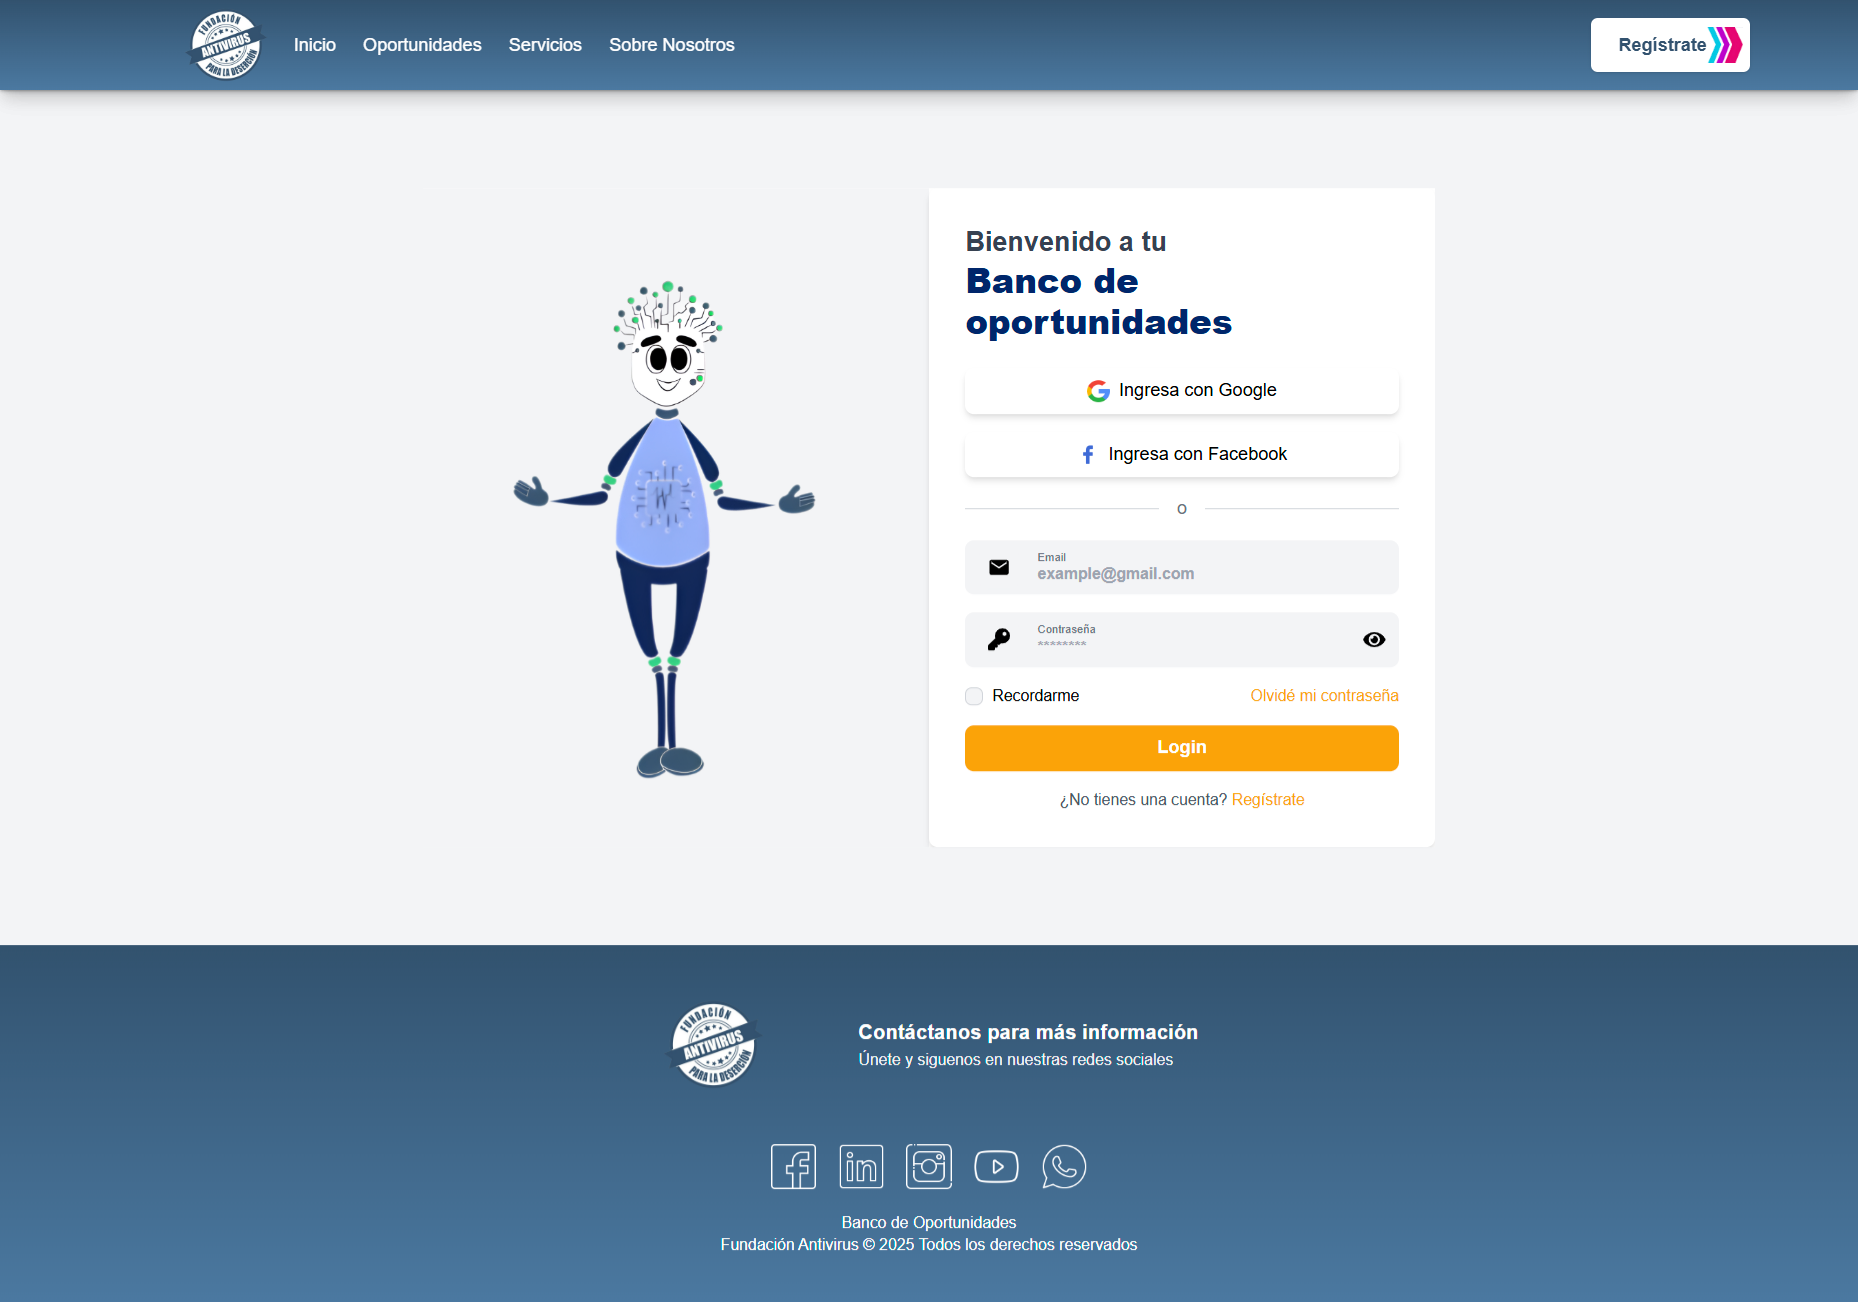 FUNDACIÓN
ANTIVIRUS
PARA LA DESERCIÓN
Inicio
Oportunidades
Servicios
Sobre Nosotros
Regístrate
Bienvenido a tu
Banco de
oportunidades
Ingresa con Google
Ingresa con Facebook
O
Email
example@gmail.com
Contraseña
********
Recordarme
Olvidé mi contraseña
Login
¿No tienes una cuenta? Regístrate
FUNDACIÓN
ANTIVIRUS
PARA LA DESERCIÓN
Contáctanos para más información
Únete y siguenos en nuestras redes sociales
Banco de Oportunidades
Fundación Antivirus © 2025 Todos los derechos reservados